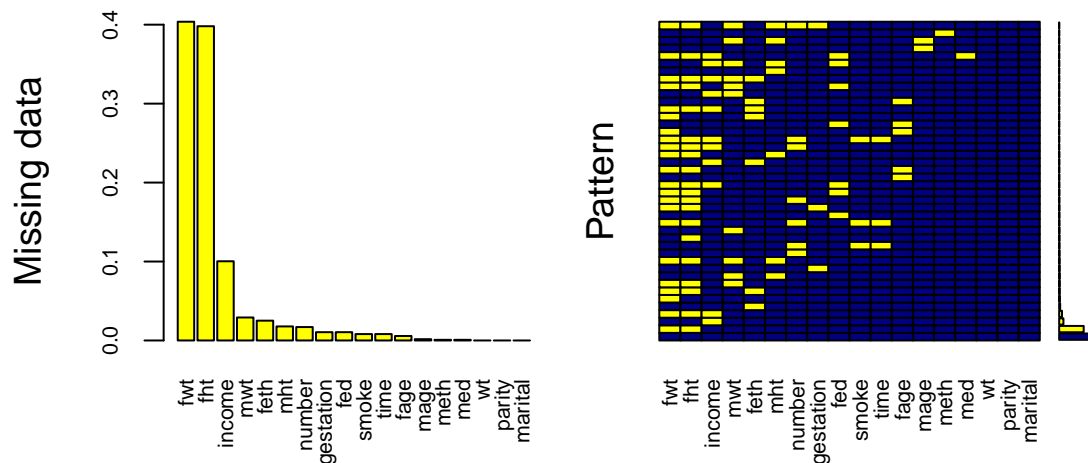 Missing data
0.4
0.3
0.2
0.1
0.0
fwt
fht
income
mwt
feth
mht
number
gestation
fed
smoke
time
fage
mage
meth
med
wt
parity
marital
Pattern
fwt
fht
income
mwt
feth
mht
number
gestation
fed
smoke
time
fage
mage
meth
med
wt
parity
marital